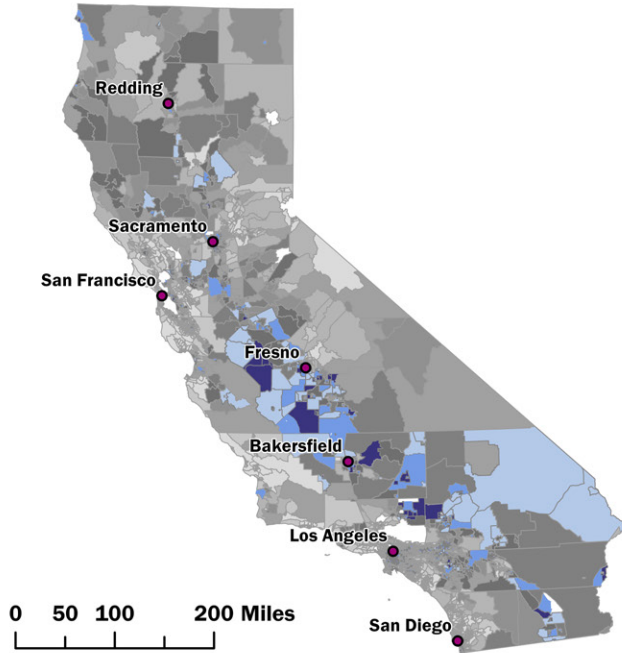 Redding
Sacramento
San Francisco
Fresno
Bakersfield
Los Angeles
San Diego
0 50 100 200 Miles